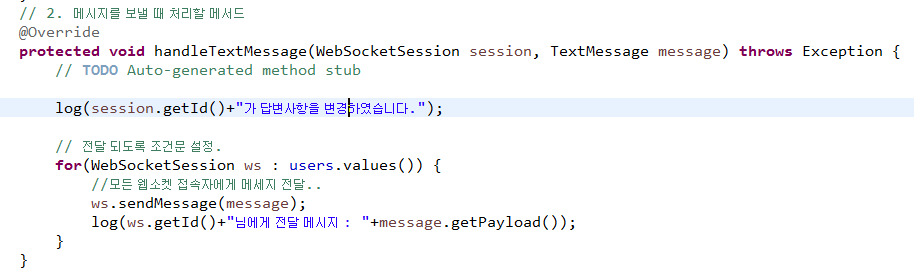 // 2. 메시지를 보낼 때 처리할 메서드
@Override
protected void handleTextMessage(WebSocketSession session, TextMessage message) throws Exception {
// TODO Auto-generated method stub
log(session.getId()+"가 답변사항을 변경하였습니다.");
// 전달 되도록 조건문 설정.
for(WebSocketSession ws : users.values()) {
//모든 웹소켓 접속자에게 메세지 전달..
ws.sendMessage(message);
log(ws.getId()+"님에게 전달 메시지 : "+message.getPayload());
}
}